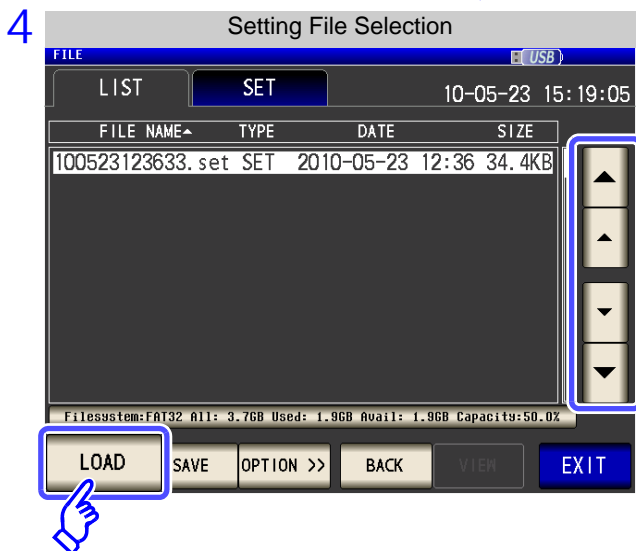 4
Setting File Selection
FILE USB
LIST SET 10-05-23 15:19:05
FILE NAME▲ TYPE DATE SIZE
100523123633.set SET 2010-05-23 12:36 34.4KB
Filesystem:FAT32 All: 3.7GB Used: 1.9GB Avail: 1.9GB Capacity:50.0%
LOAD SAVE OPTION >> BACK VIEW EXIT